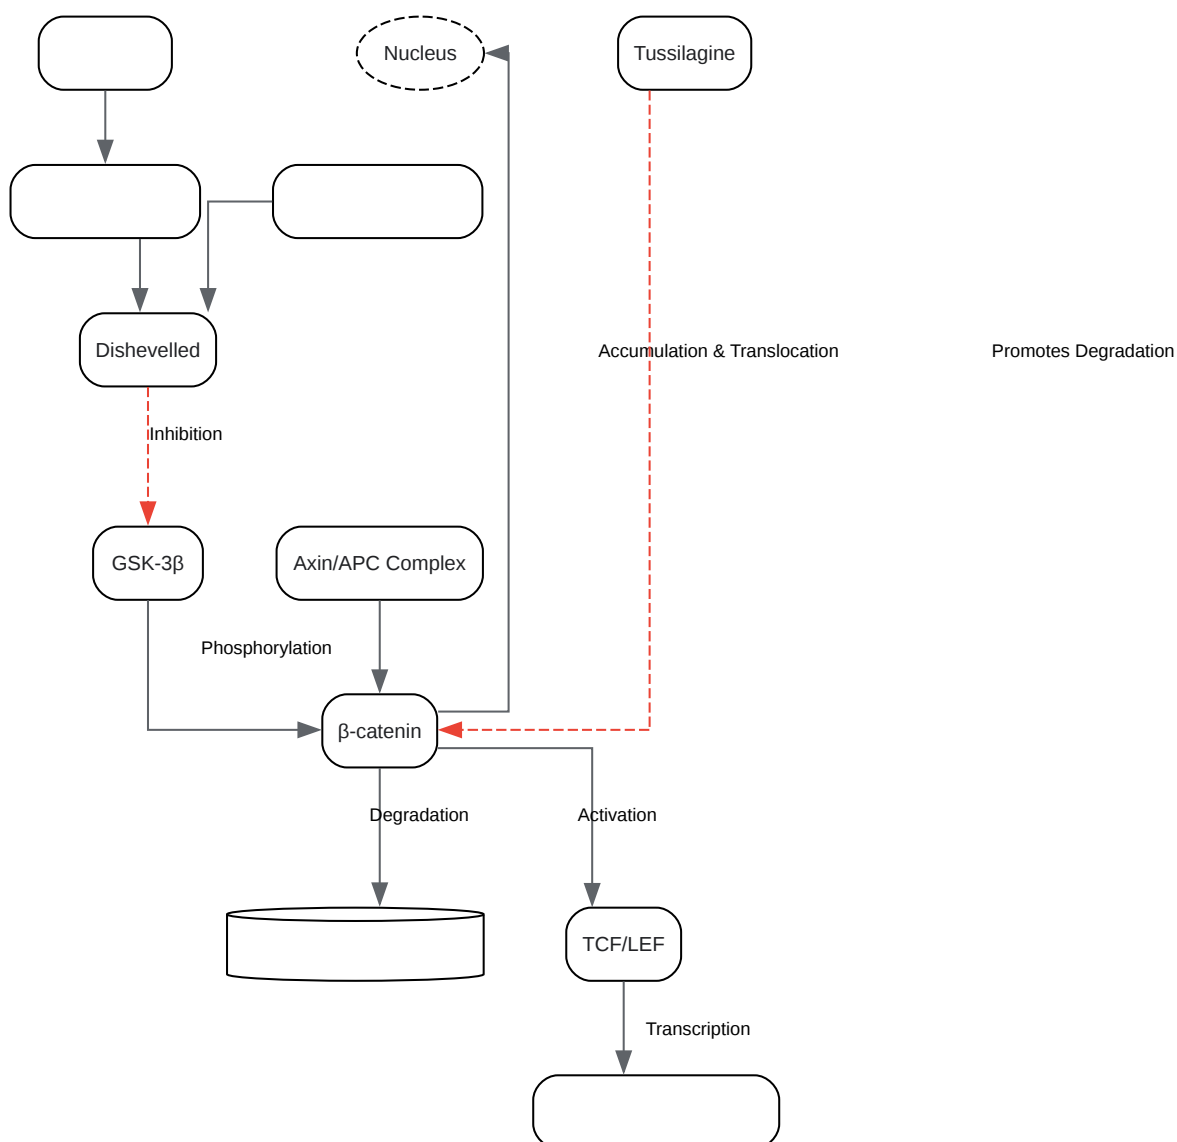 Nucleus
Tussilagine
Dishevelled
Accumulation & Translocation
Promotes Degradation
Inhibition
GSK-3β
Axin/APC Complex
Phosphorylation
β-catenin
Degradation
Activation
TCF/LEF
Transcription